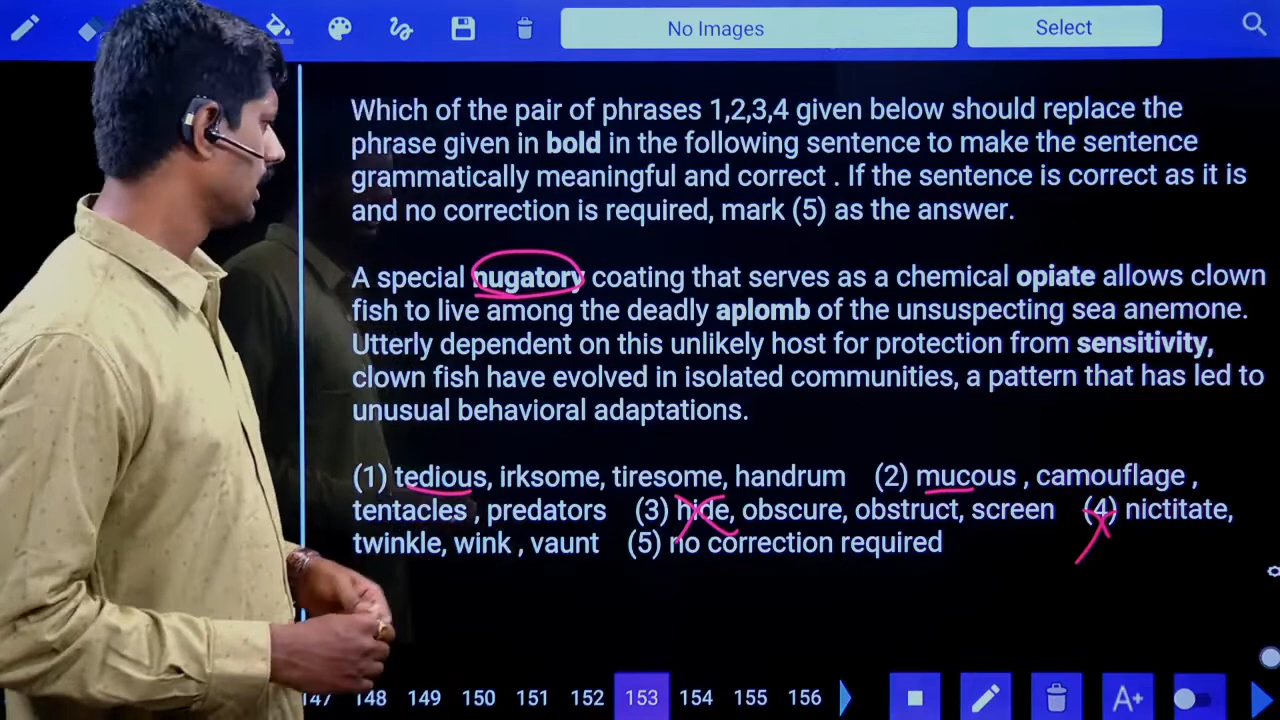 No Images
Select
Which of the pair of phrases 1,2,3,4 given below should replace the
phrase given in bold in the following sentence to make the sentence
grammatically meaningful and correct . If the sentence is correct as it is
and no correction is required, mark (5) as the answer.
A special nugatory coating that serves as a chemical opiate allows clown
fish to live among the deadly aplomb of the unsuspecting sea anemone.
Utterly dependent on this unlikely host for protection from sensitivity,
clown fish have evolved in isolated communities, a pattern that has led to
unusual behavioral adaptations.
(1) tedious, irksome, tiresome, handrum (2) mucous , camouflage ,
tentacles , predators (3) hide, obscure, obstruct, screen (4) nictitate,
twinkle, wink , vaunt (5) no correction required
147 148 149 150 151 152 153 154 155 156 A+